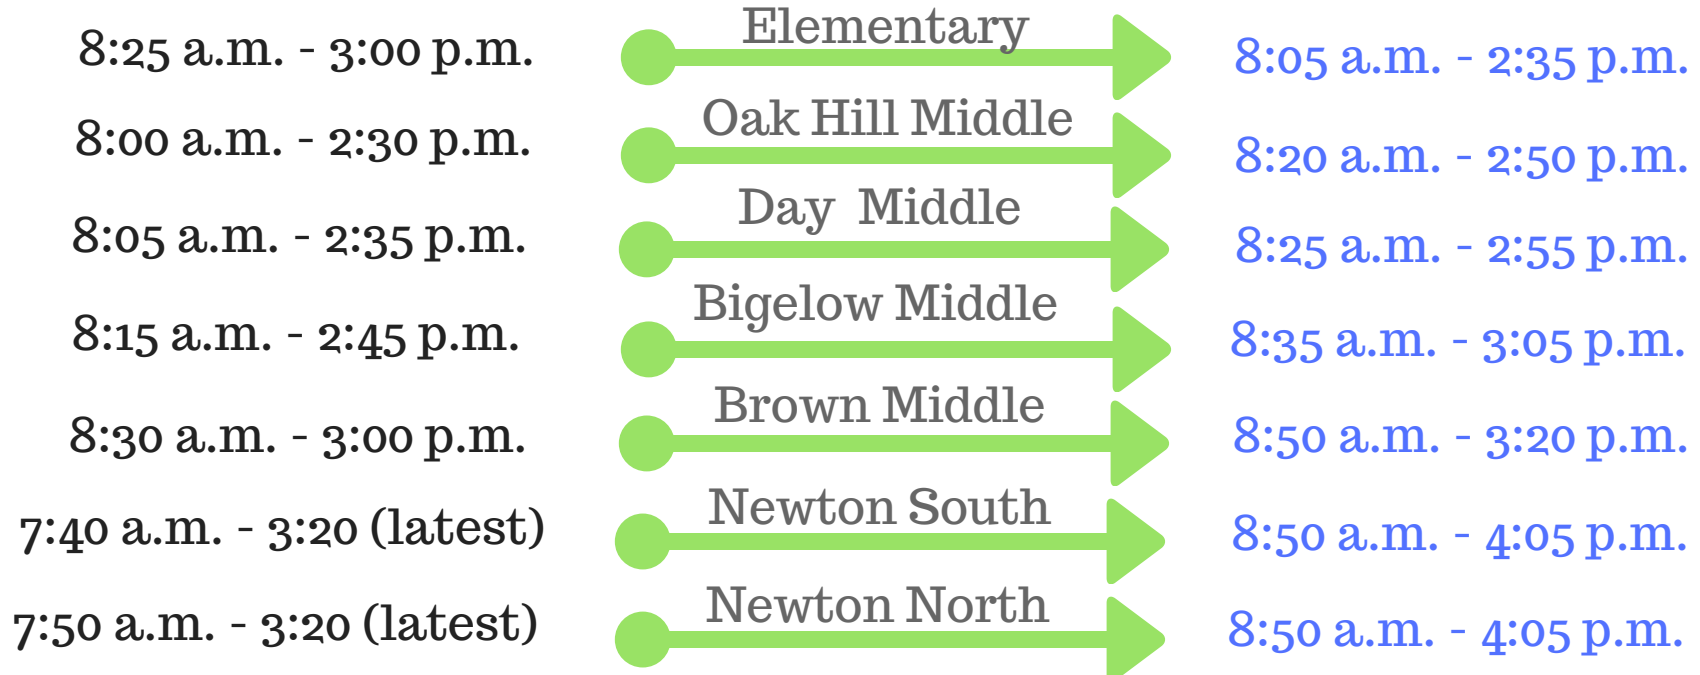 8:25 a.m. - 3:00 p.m. Elementary 8:05 a.m. - 2:35 p.m.
8:00 a.m. - 2:30 p.m. Oak Hill Middle 8:20 a.m. - 2:50 p.m.
8:05 a.m. - 2:35 p.m. Day Middle 8:25 a.m. - 2:55 p.m.
8:15 a.m. - 2:45 p.m. Bigelow Middle 8:35 a.m. - 3:05 p.m.
8:30 a.m. - 3:00 p.m. Brown Middle 8:50 a.m. - 3:20 p.m.
7:40 a.m. - 3:20 (latest) Newton South 8:50 a.m. - 4:05 p.m.
7:50 a.m. - 3:20 (latest) Newton North 8:50 a.m. - 4:05 p.m.